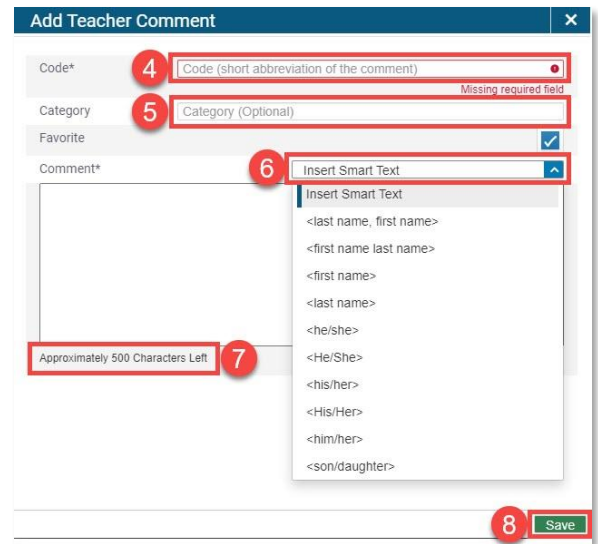 Add Teacher Comment ×
Code* 4 Code (short abbreviation of the comment)
Missing required field
Category 5 Category (Optional)
Favorite
Comment* 6 Insert Smart Text
Insert Smart Text
<last name, first name>
<first name last name>
<first name>
<last name>
<he/she>
<He/She>
<his/her>
<His/Her>
<him/her>
<son/daughter>
Approximately 500 Characters Left 7
8 Save